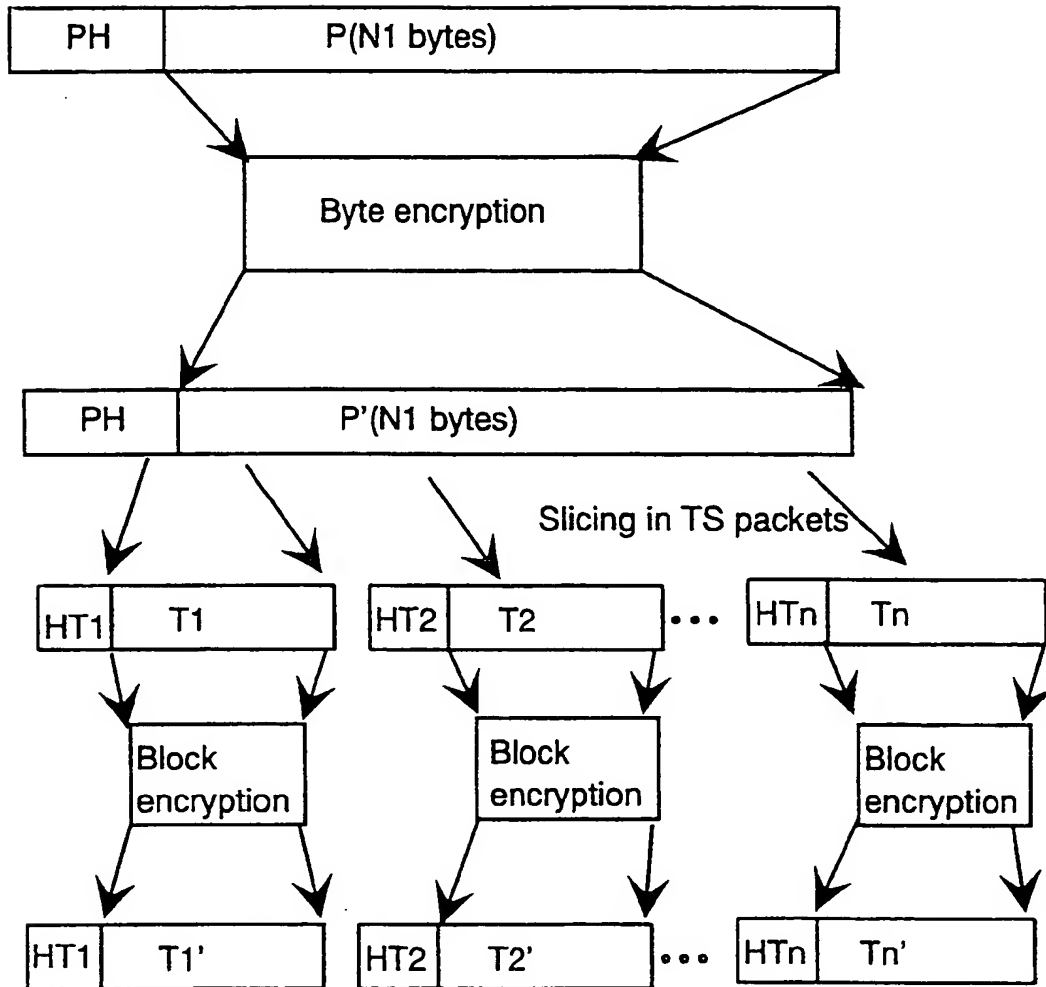 PH P(N1 bytes)
Byte encryption
PH P'(N1 bytes)
Slicing in TS packets
HT1 T1 HT2 T2 HTn Tn
Block
encryption
Block
encryption
Block
encryption
HT1 T1' HT2 T2' HTn Tn'